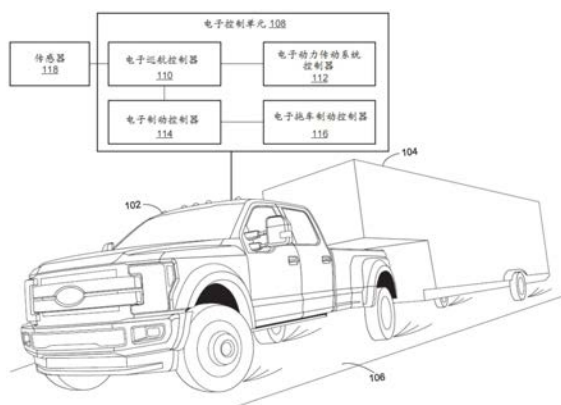 电子控制单元 108
传感器
118
电子巡航控制器
110
电子动力传动系统
控制器
112
电子制动控制器
114
电子拖车制动控制器
116
104
102
106